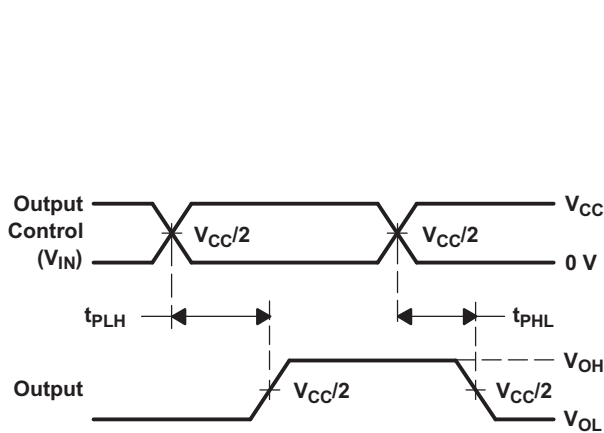 Output
Control
(VIN)
VCC/2
VCC/2
VCC
0 V
tPLH
tPHL
Output
VCC/2
VCC/2
VOH
VOL